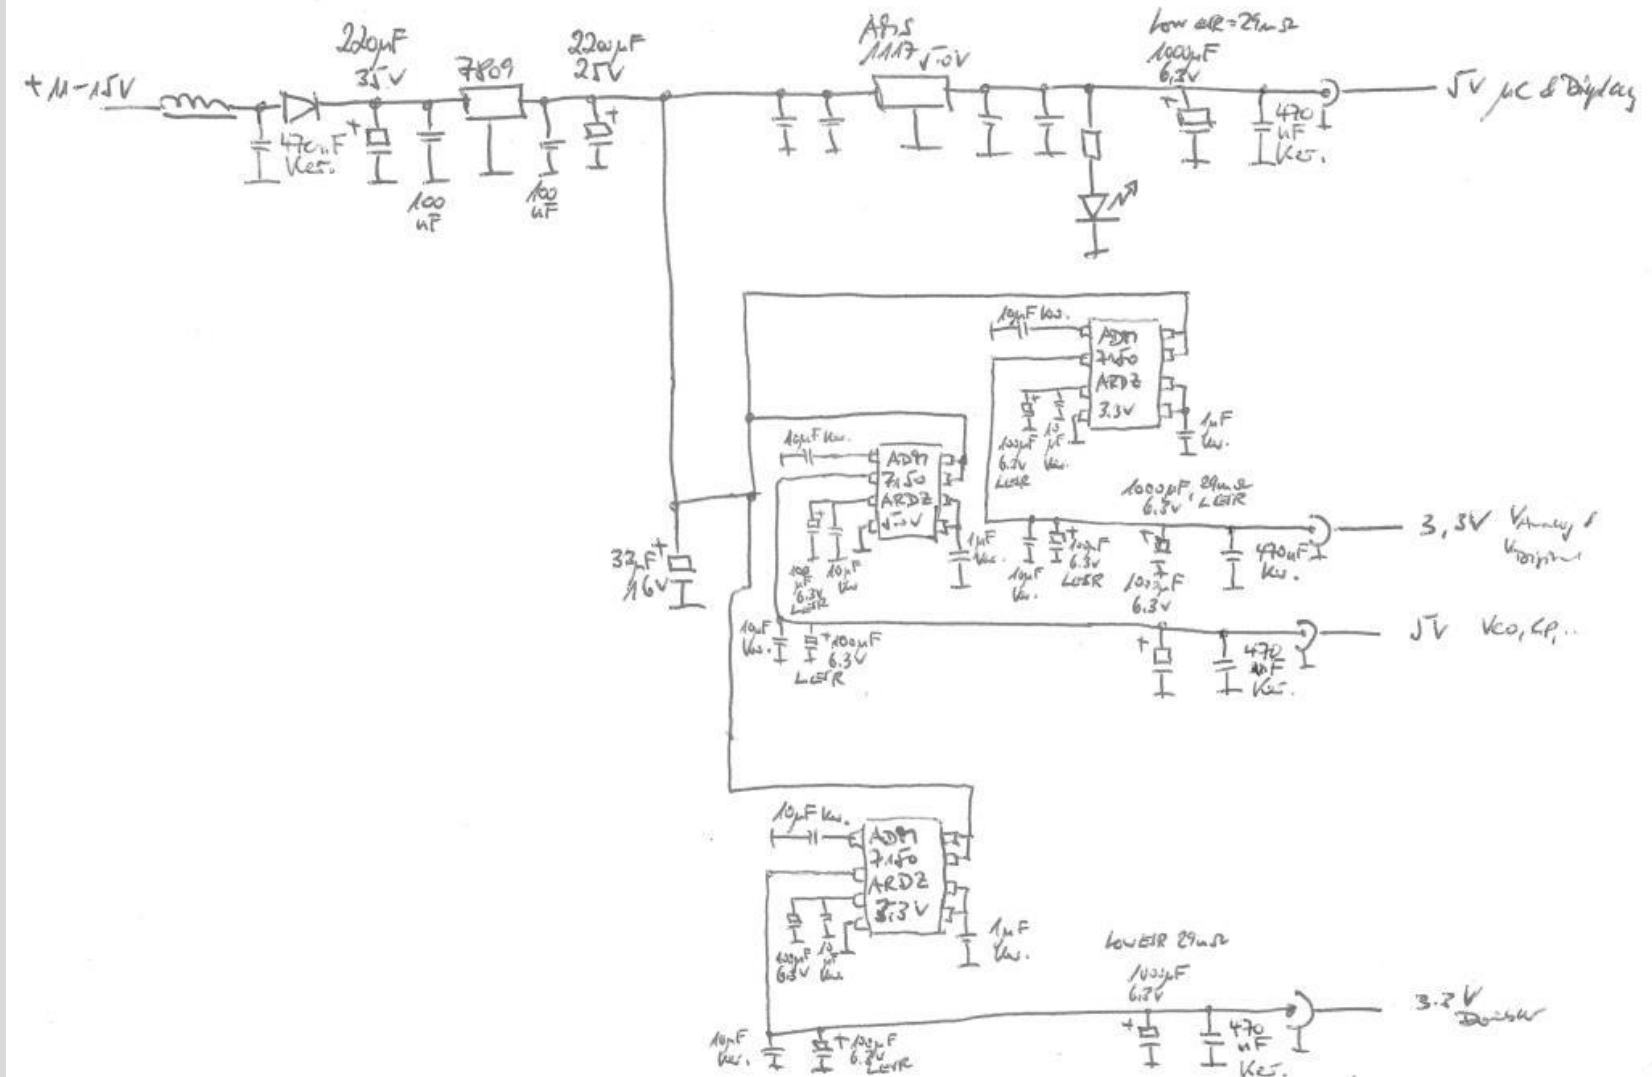 + 11-15V
470nF
Ker.
220µF
35V
100
nF
7809
100
nF
2200µF
25V
AMS
1117 5.0V
Low ESR = 29mΩ
1000µF
6.3V
470
nF
Ker.
5V µC & Display
10µF Ker.
ADM
7150
ARDZ
3.3V
100µF
6.3V
LESR
10
µF
Ker.
1µF
Ker.
10µF Ker.
ADM
7150
ARDZ
5.0V
100
µF
6.3V
LESR
10µF
Ker.
1µF
Ker.
33µF
16V
10µF
Ker.
100µF
6.3V
LESR
1000µF, 29mΩ
6.3V LESR
470nF
Ker.
3,3V VAnalog &
10µF
Ker.
100µF
6.3V
LESR
1000µF
6.3V
470
nF
Ker.
5V VCO, CP, ..
10µF Ker.
ADM
7150
ARDZ
3.3V
100µF
6.3V
10
µF
Ker.
1µF
Ker.
10µF
Ker.
100µF
6.3V
LESR
Low ESR 29mΩ
1000µF
6.3V
470
nF
Ker.
3.3V